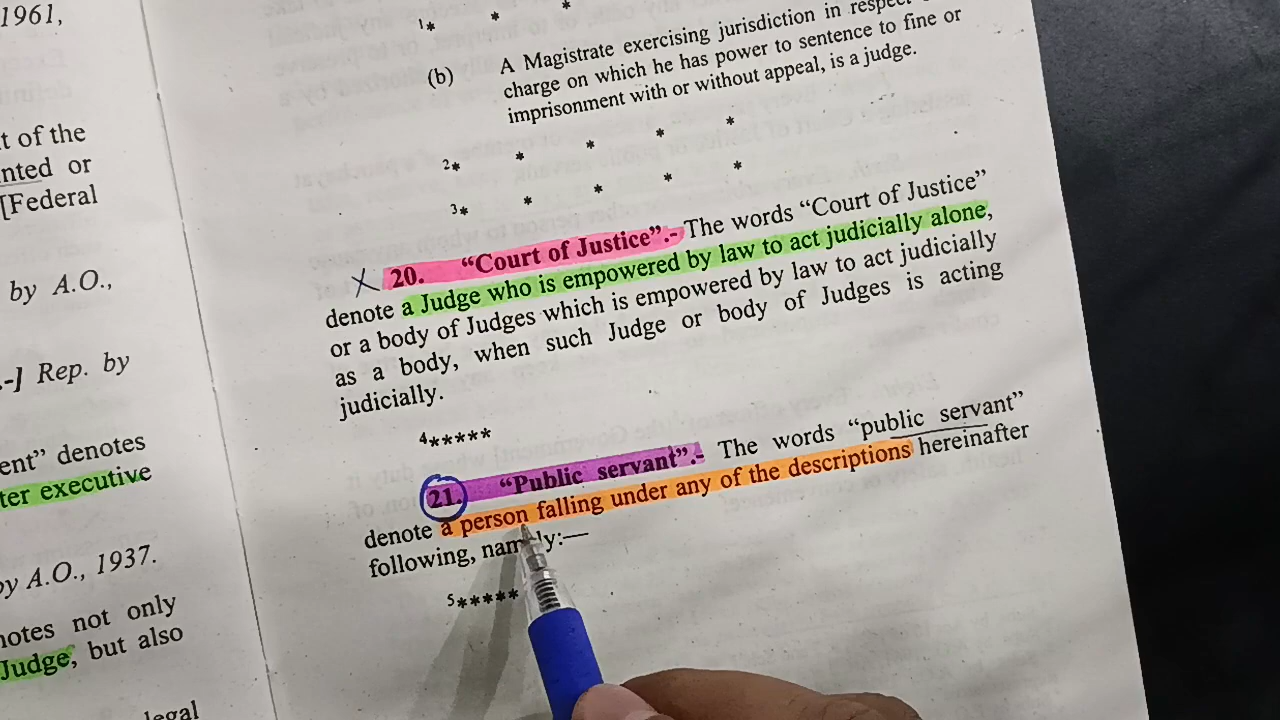 1961,
t of the
nted or
[Federal
by A.O.,
.-] Rep. by
ent” denotes
ter executive
by A.O., 1937.
notes not only
Judge, but also
legal
1* * *
(b) A Magistrate exercising jurisdiction in respect
charge on which he has power to sentence to fine or
imprisonment with or without appeal, is a judge.
2* * * * *
3* * * * *
20. “Court of Justice”.- The words “Court of Justice”
denote a Judge who is empowered by law to act judicially alone,
or a body of Judges which is empowered by law to act judicially
as a body, when such Judge or body of Judges is acting
judicially.
4*****
21. “Public servant”.- The words “public servant”
denote a person falling under any of the descriptions hereinafter
following, namely:—
5*****